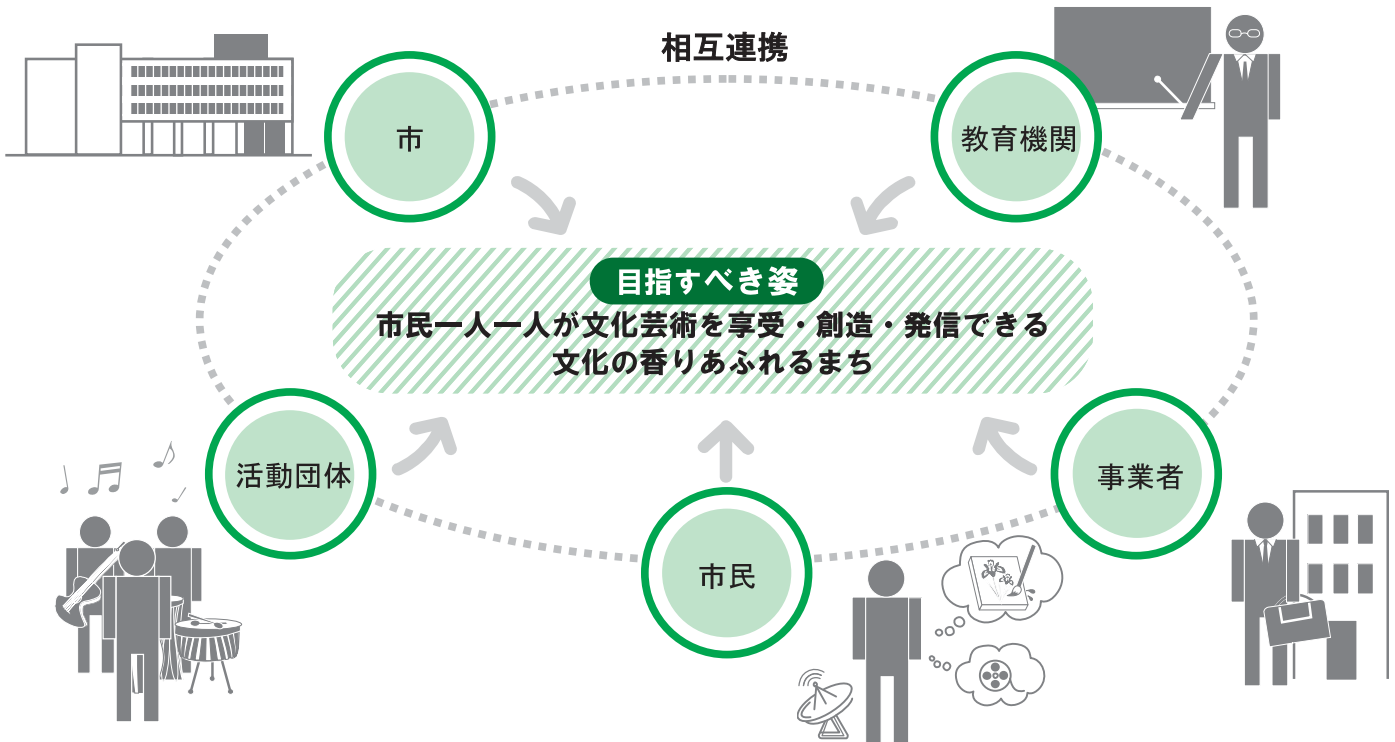 相互連携
市
教育機関
目指すべき姿
市民一人一人が文化芸術を享受・創造・発信できる
文化の香りあふれるまち
活動団体
事業者
市民